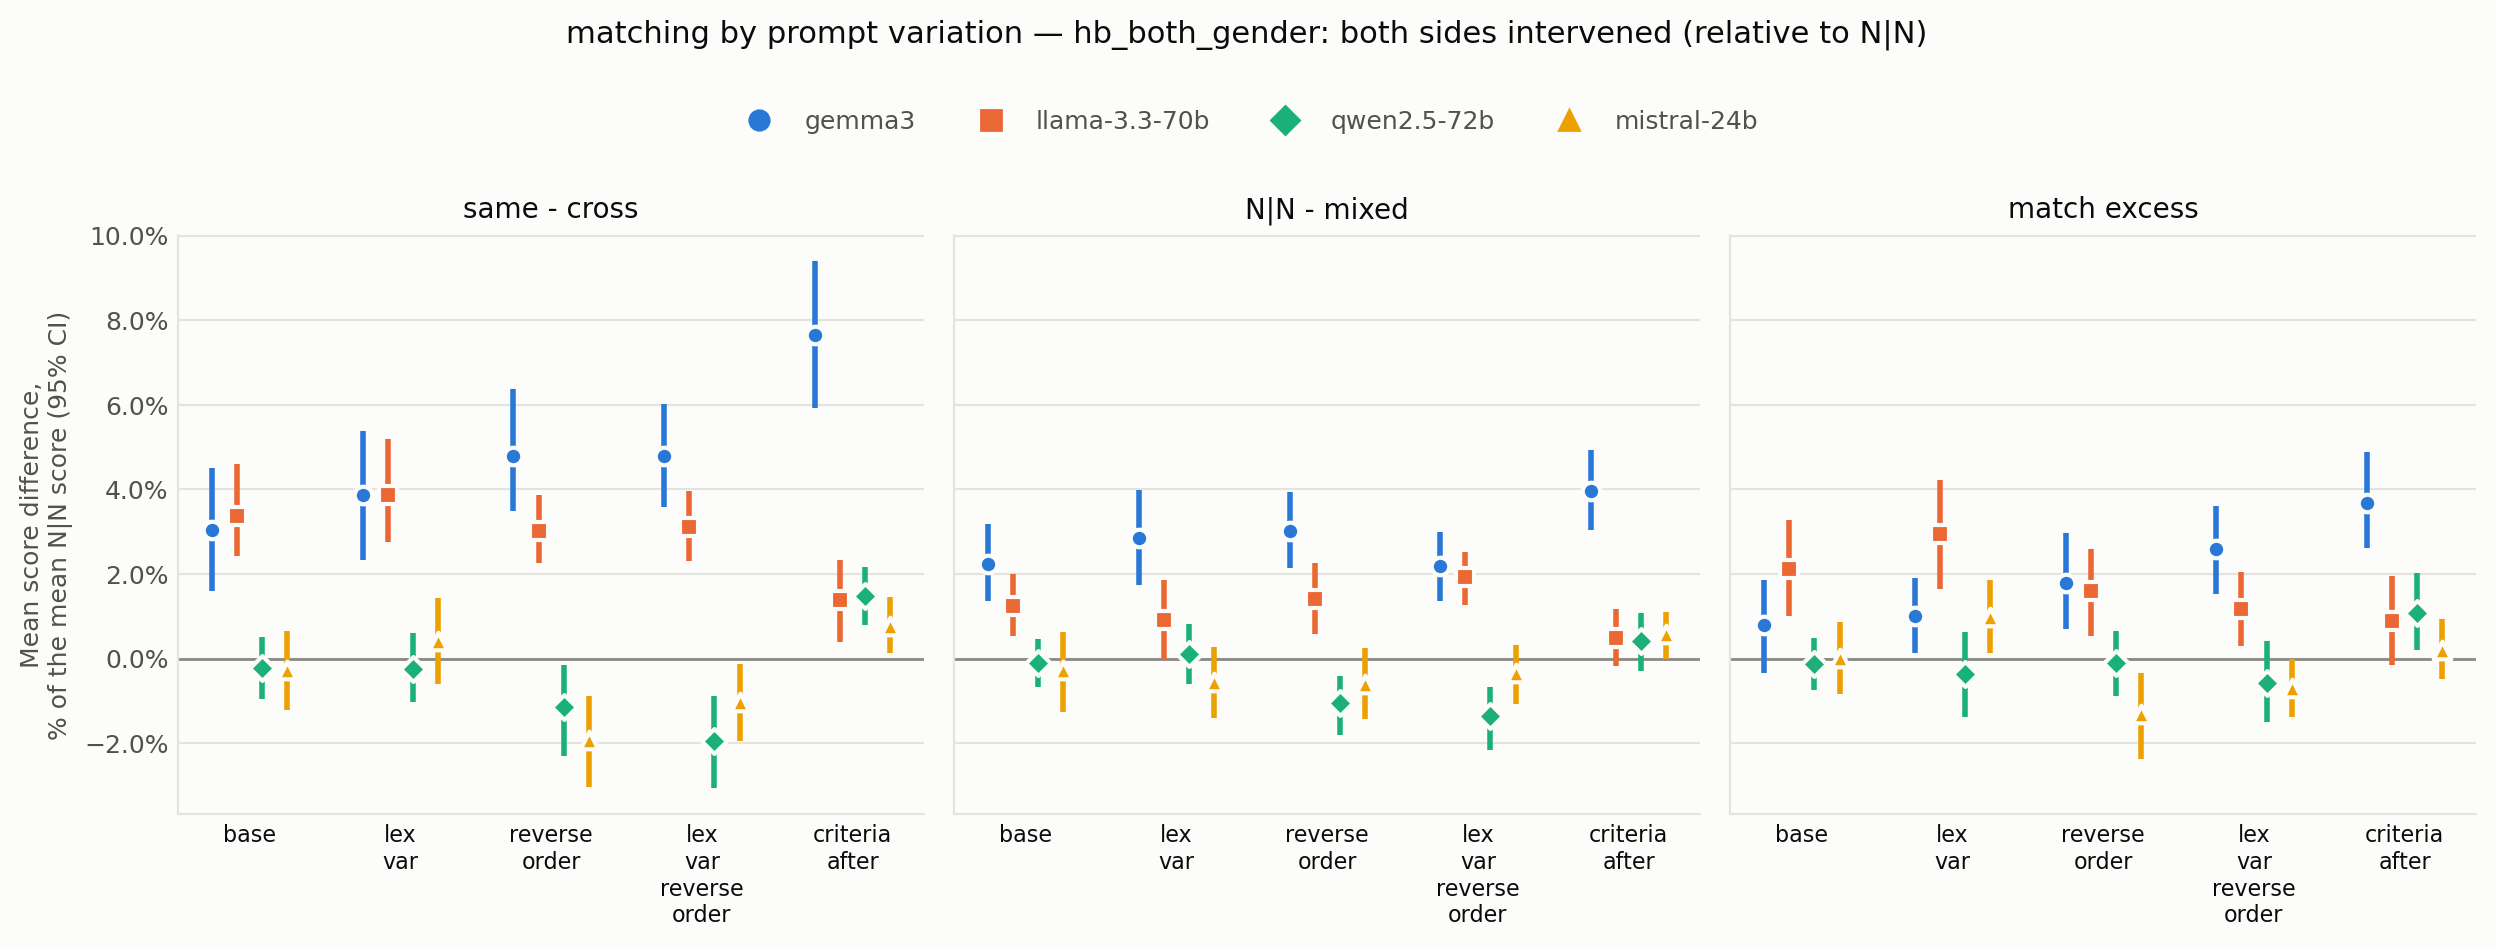 matching by prompt variation — hb_both_gender: both sides intervened (relative to N|N)
gemma3
llama-3.3-70b
qwen2.5-72b
mistral-24b
same - cross
N|N - mixed
match excess
Mean score difference,
% of the mean N|N score (95% CI)
10.0%
8.0%
6.0%
4.0%
2.0%
0.0%
−2.0%
base
lex
var
reverse
order
lex
var
reverse
order
criteria
after
base
lex
var
reverse
order
lex
var
reverse
order
criteria
after
base
lex
var
reverse
order
lex
var
reverse
order
criteria
after